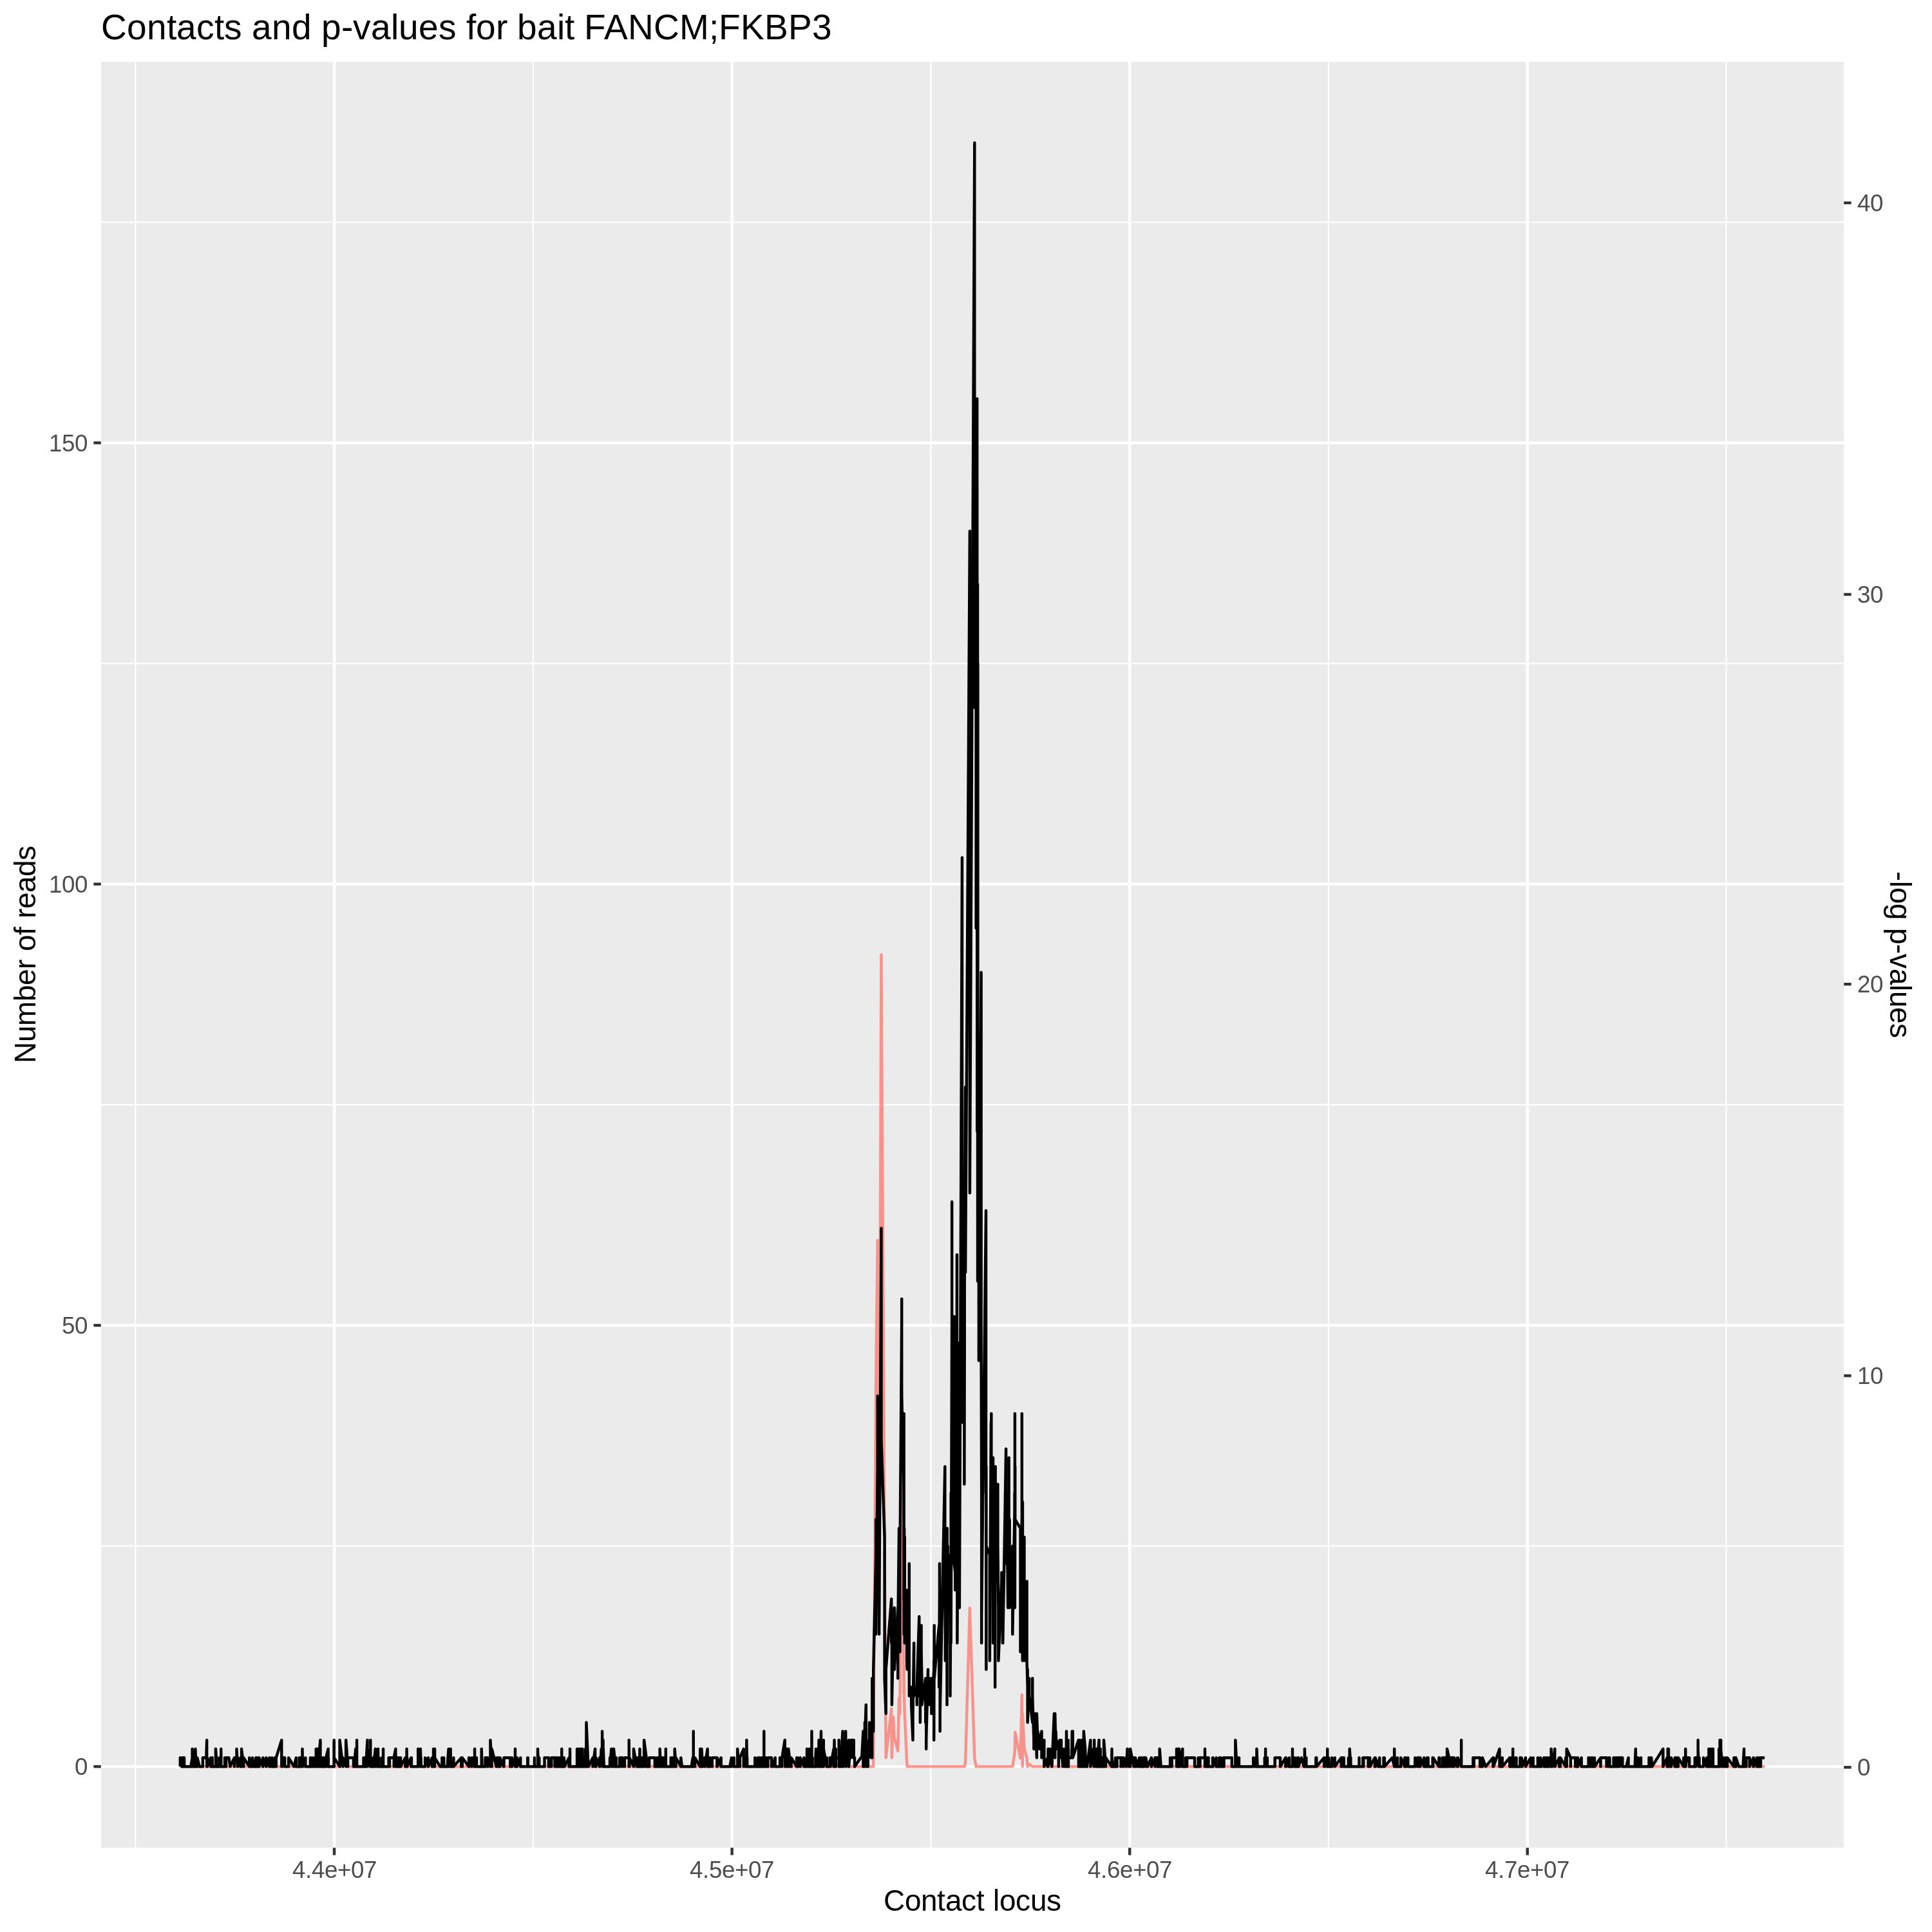 Contacts and p-values for bait FANCM;FKBP3
Number of reads
150
100
50
0
-log p-values
40
30
20
10
0
4.4e+07
4.5e+07
4.6e+07
4.7e+07
Contact locus